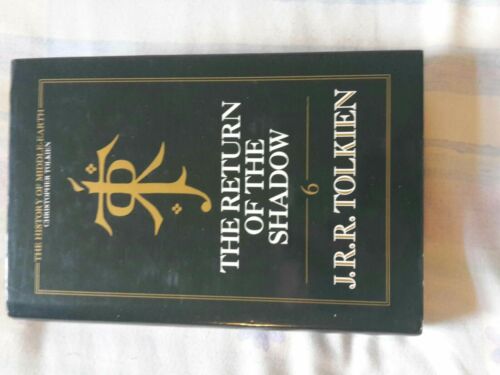 THE HISTORY OF MIDDLE-EARTH
CHRISTOPHER TOLKIEN
THE RETURN
OF THE
SHADOW
6
J.R.R. TOLKIEN